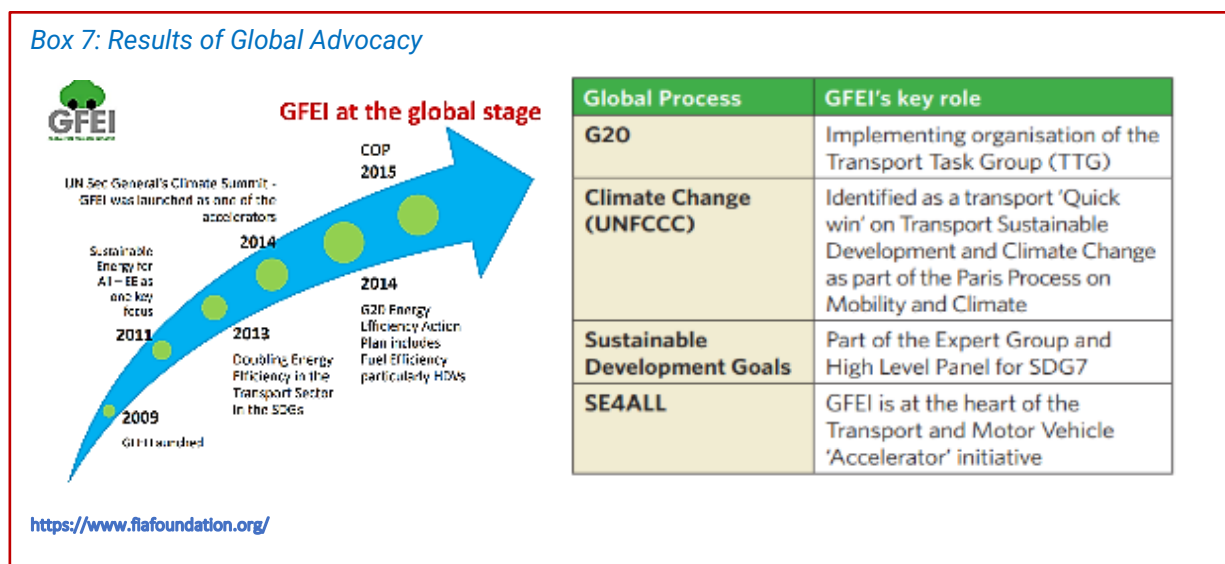 Box 7: Results of Global Advocacy
GFEI
GFEI at the global stage
COP
2015
UN Sec General's Climate Summit -
GFEI was launched as one of the
accelerators
2014
Sustainable
Energy for
All – EE as
one key
focus
2011
2014
G20 Energy
Efficiency Action
Plan includes
Fuel Efficiency
particularly HDVs
2013
Doubling Energy
Efficiency in the
Transport Sector
in the SDGs
2009
GFEI launched
Global Process
GFEI's key role
G20
Implementing organisation of the
Transport Task Group (TTG)
Climate Change
(UNFCCC)
Identified as a transport 'Quick
win' on Transport Sustainable
Development and Climate Change
as part of the Paris Process on
Mobility and Climate
Sustainable
Development Goals
Part of the Expert Group and
High Level Panel for SDG7
SE4ALL
GFEI is at the heart of the
Transport and Motor Vehicle
'Accelerator' initiative
https://www.fiafoundation.org/